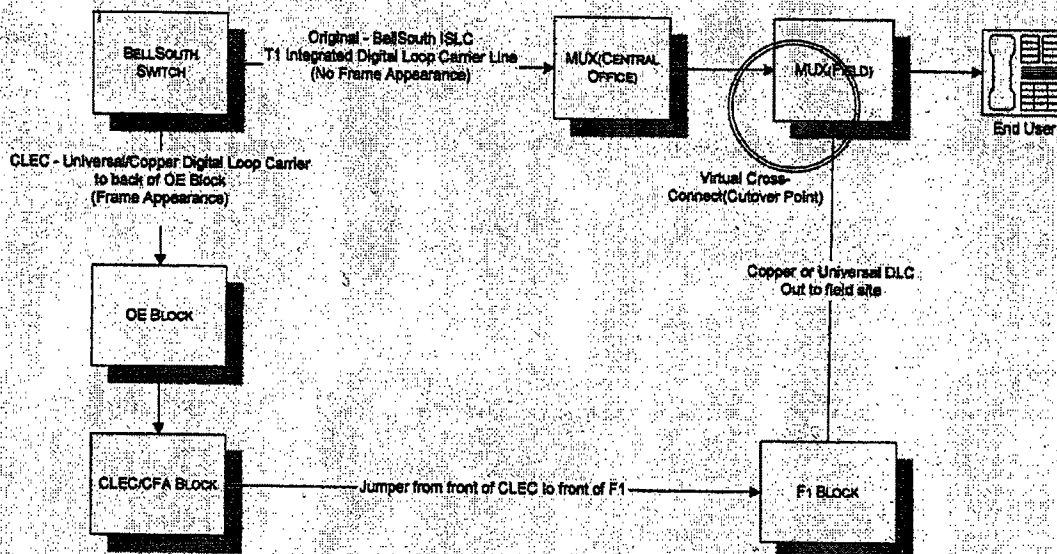 BELLSOUTH
SWITCH
Original - BellSouth ISLC
T1 Integrated Digital Loop Carrier Line
(No Frame Appearance)
MUX(CENTRAL
OFFICE)
MUX(FIELD)
End User
CLEC - Universal/Copper Digital Loop Carrier
to back of OE Block
(Frame Appearance)
Virtual Cross-
Connect(Cutover Point)
Copper or Universal DLC
Out to field site
OE BLOCK
CLEC/CFA BLOCK
Jumper from front of CLEC to front of F1
F1 BLOCK